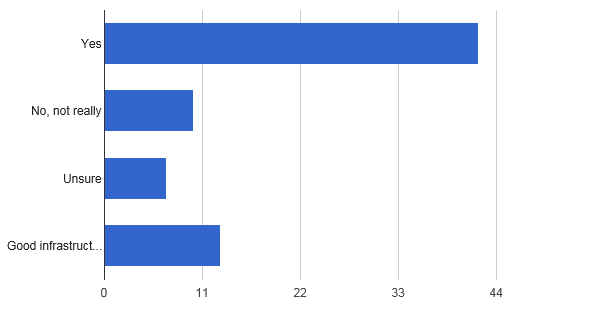 Yes
No, not really
Unsure
Good infrastruct...
0 11 22 33 44